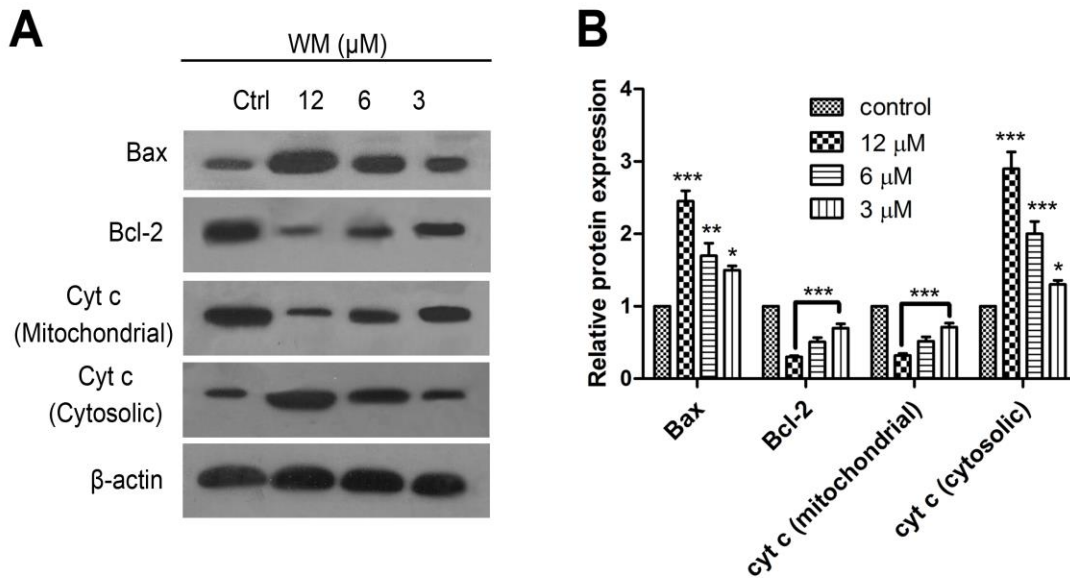 A
WM (μM)
Ctrl 12 6 3
Bax
Bcl-2
Cyt c
(Mitochondrial)
Cyt c
(Cytosolic)
β-actin
B
Relative protein expression
4
3
2
1
0
control
12 μM
6 μM
3 μM
***
**
*
***
***
***
***
*
Bax
Bcl-2
cyt c (mitochondrial)
cyt c (cytosolic)